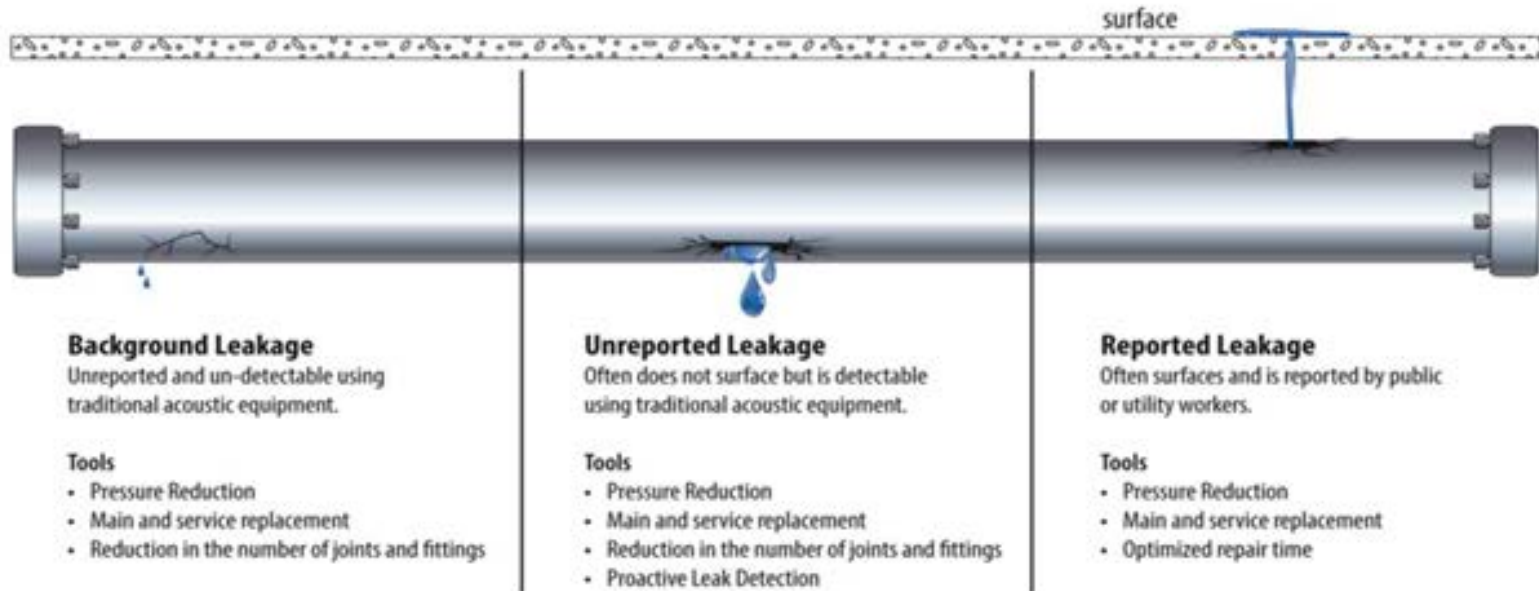 surface
Background Leakage
Unreported and un-detectable using
traditional acoustic equipment.
Tools
• Pressure Reduction
• Main and service replacement
• Reduction in the number of joints and fittings
Unreported Leakage
Often does not surface but is detectable
using traditional acoustic equipment.
Tools
• Pressure Reduction
• Main and service replacement
• Reduction in the number of joints and fittings
• Proactive Leak Detection
Reported Leakage
Often surfaces and is reported by public
or utility workers.
Tools
• Pressure Reduction
• Main and service replacement
• Optimized repair time